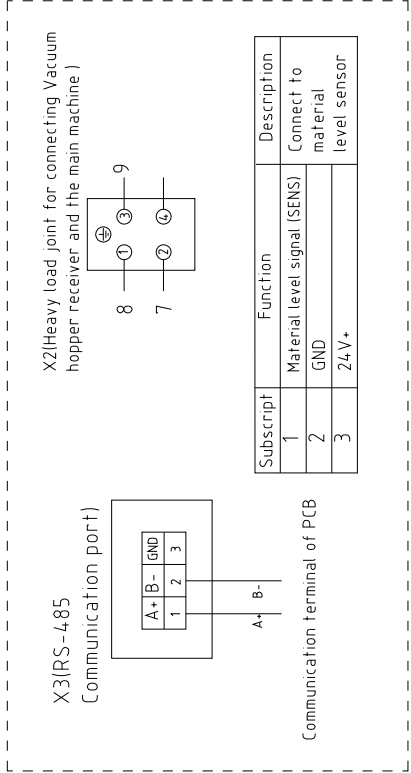 X3(RS-485
Communication port)
A+ B- GND
1 2 3
A+ B-
Communication terminal of PCB
X2(Heavy load joint for connecting Vacuum
hopper receiver and the main machine )
8 1 3 9
7 2 4
Subscript Function Description
1 Material level signal (SENS) Connect to
2 GND material
3 24V+ level sensor